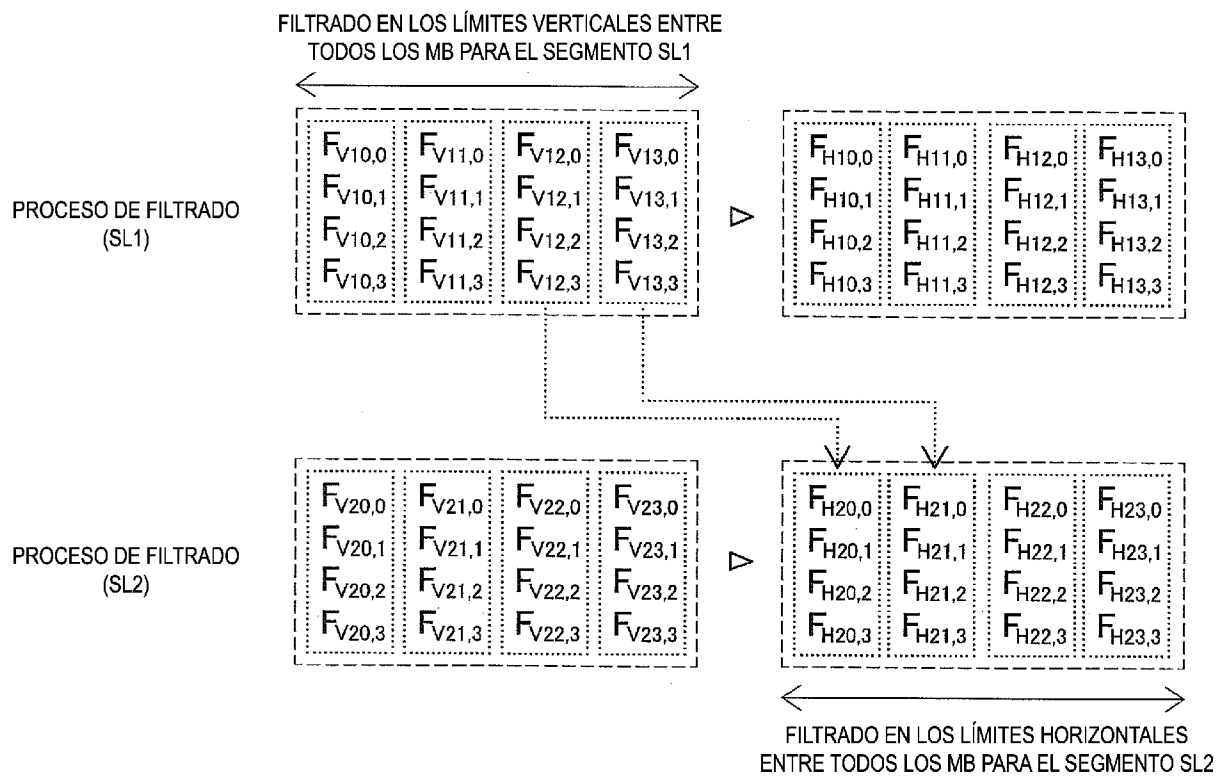 FILTRADO EN LOS LÍMITES VERTICALES ENTRE
TODOS LOS MB PARA EL SEGMENTO SL1
PROCESO DE FILTRADO
(SL1)
FV10,0 FV11,0 FV12,0 FV13,0 FH10,0 FH11,0 FH12,0 FH13,0
FV10,1 FV11,1 FV12,1 FV13,1 FH10,1 FH11,1 FH12,1 FH13,1
FV10,2 FV11,2 FV12,2 FV13,2 FH10,2 FH11,2 FH12,2 FH13,2
FV10,3 FV11,3 FV12,3 FV13,3 FH10,3 FH11,3 FH12,3 FH13,3
PROCESO DE FILTRADO
(SL2)
FV20,0 FV21,0 FV22,0 FV23,0 FH20,0 FH21,0 FH22,0 FH23,0
FV20,1 FV21,1 FV22,1 FV23,1 FH20,1 FH21,1 FH22,1 FH23,1
FV20,2 FV21,2 FV22,2 FV23,2 FH20,2 FH21,2 FH22,2 FH23,2
FV20,3 FV21,3 FV22,3 FV23,3 FH20,3 FH21,3 FH22,3 FH23,3
FILTRADO EN LOS LÍMITES HORIZONTALES
ENTRE TODOS LOS MB PARA EL SEGMENTO SL2